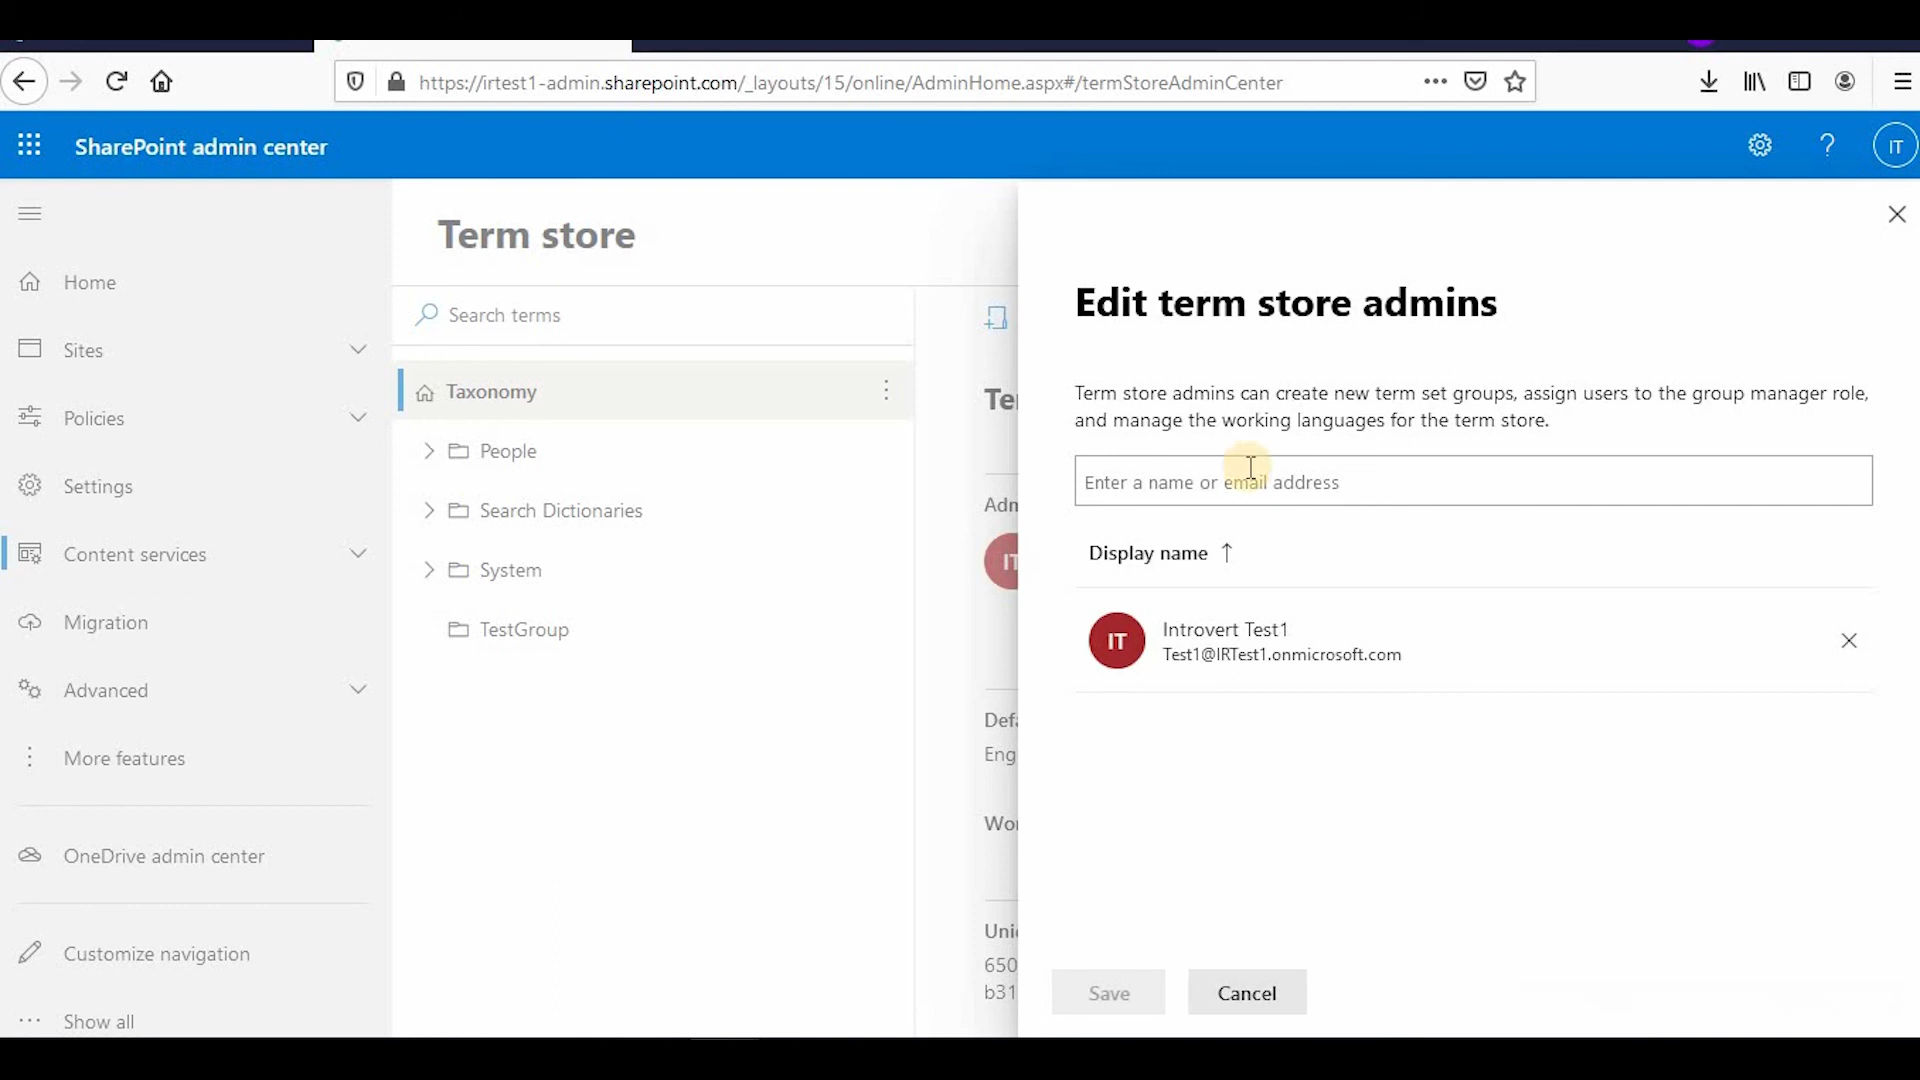 https://irtest1-admin.sharepoint.com/_layouts/15/online/AdminHome.aspx#/termStoreAdminCenter
SharePoint admin center
?
IT
Home
Sites
Policies
Settings
Content services
Migration
Advanced
More features
OneDrive admin center
Customize navigation
Show all
Term store
Search terms
Taxonomy
People
Search Dictionaries
System
TestGroup
Te
Adm
IT
Defa
Eng
Wor
Uni
650
b31
Edit term store admins
Term store admins can create new term set groups, assign users to the group manager role,
and manage the working languages for the term store.
Enter a name or email address
Display name ↑
IT
Introvert Test1
Test1@IRTest1.onmicrosoft.com
Save
Cancel